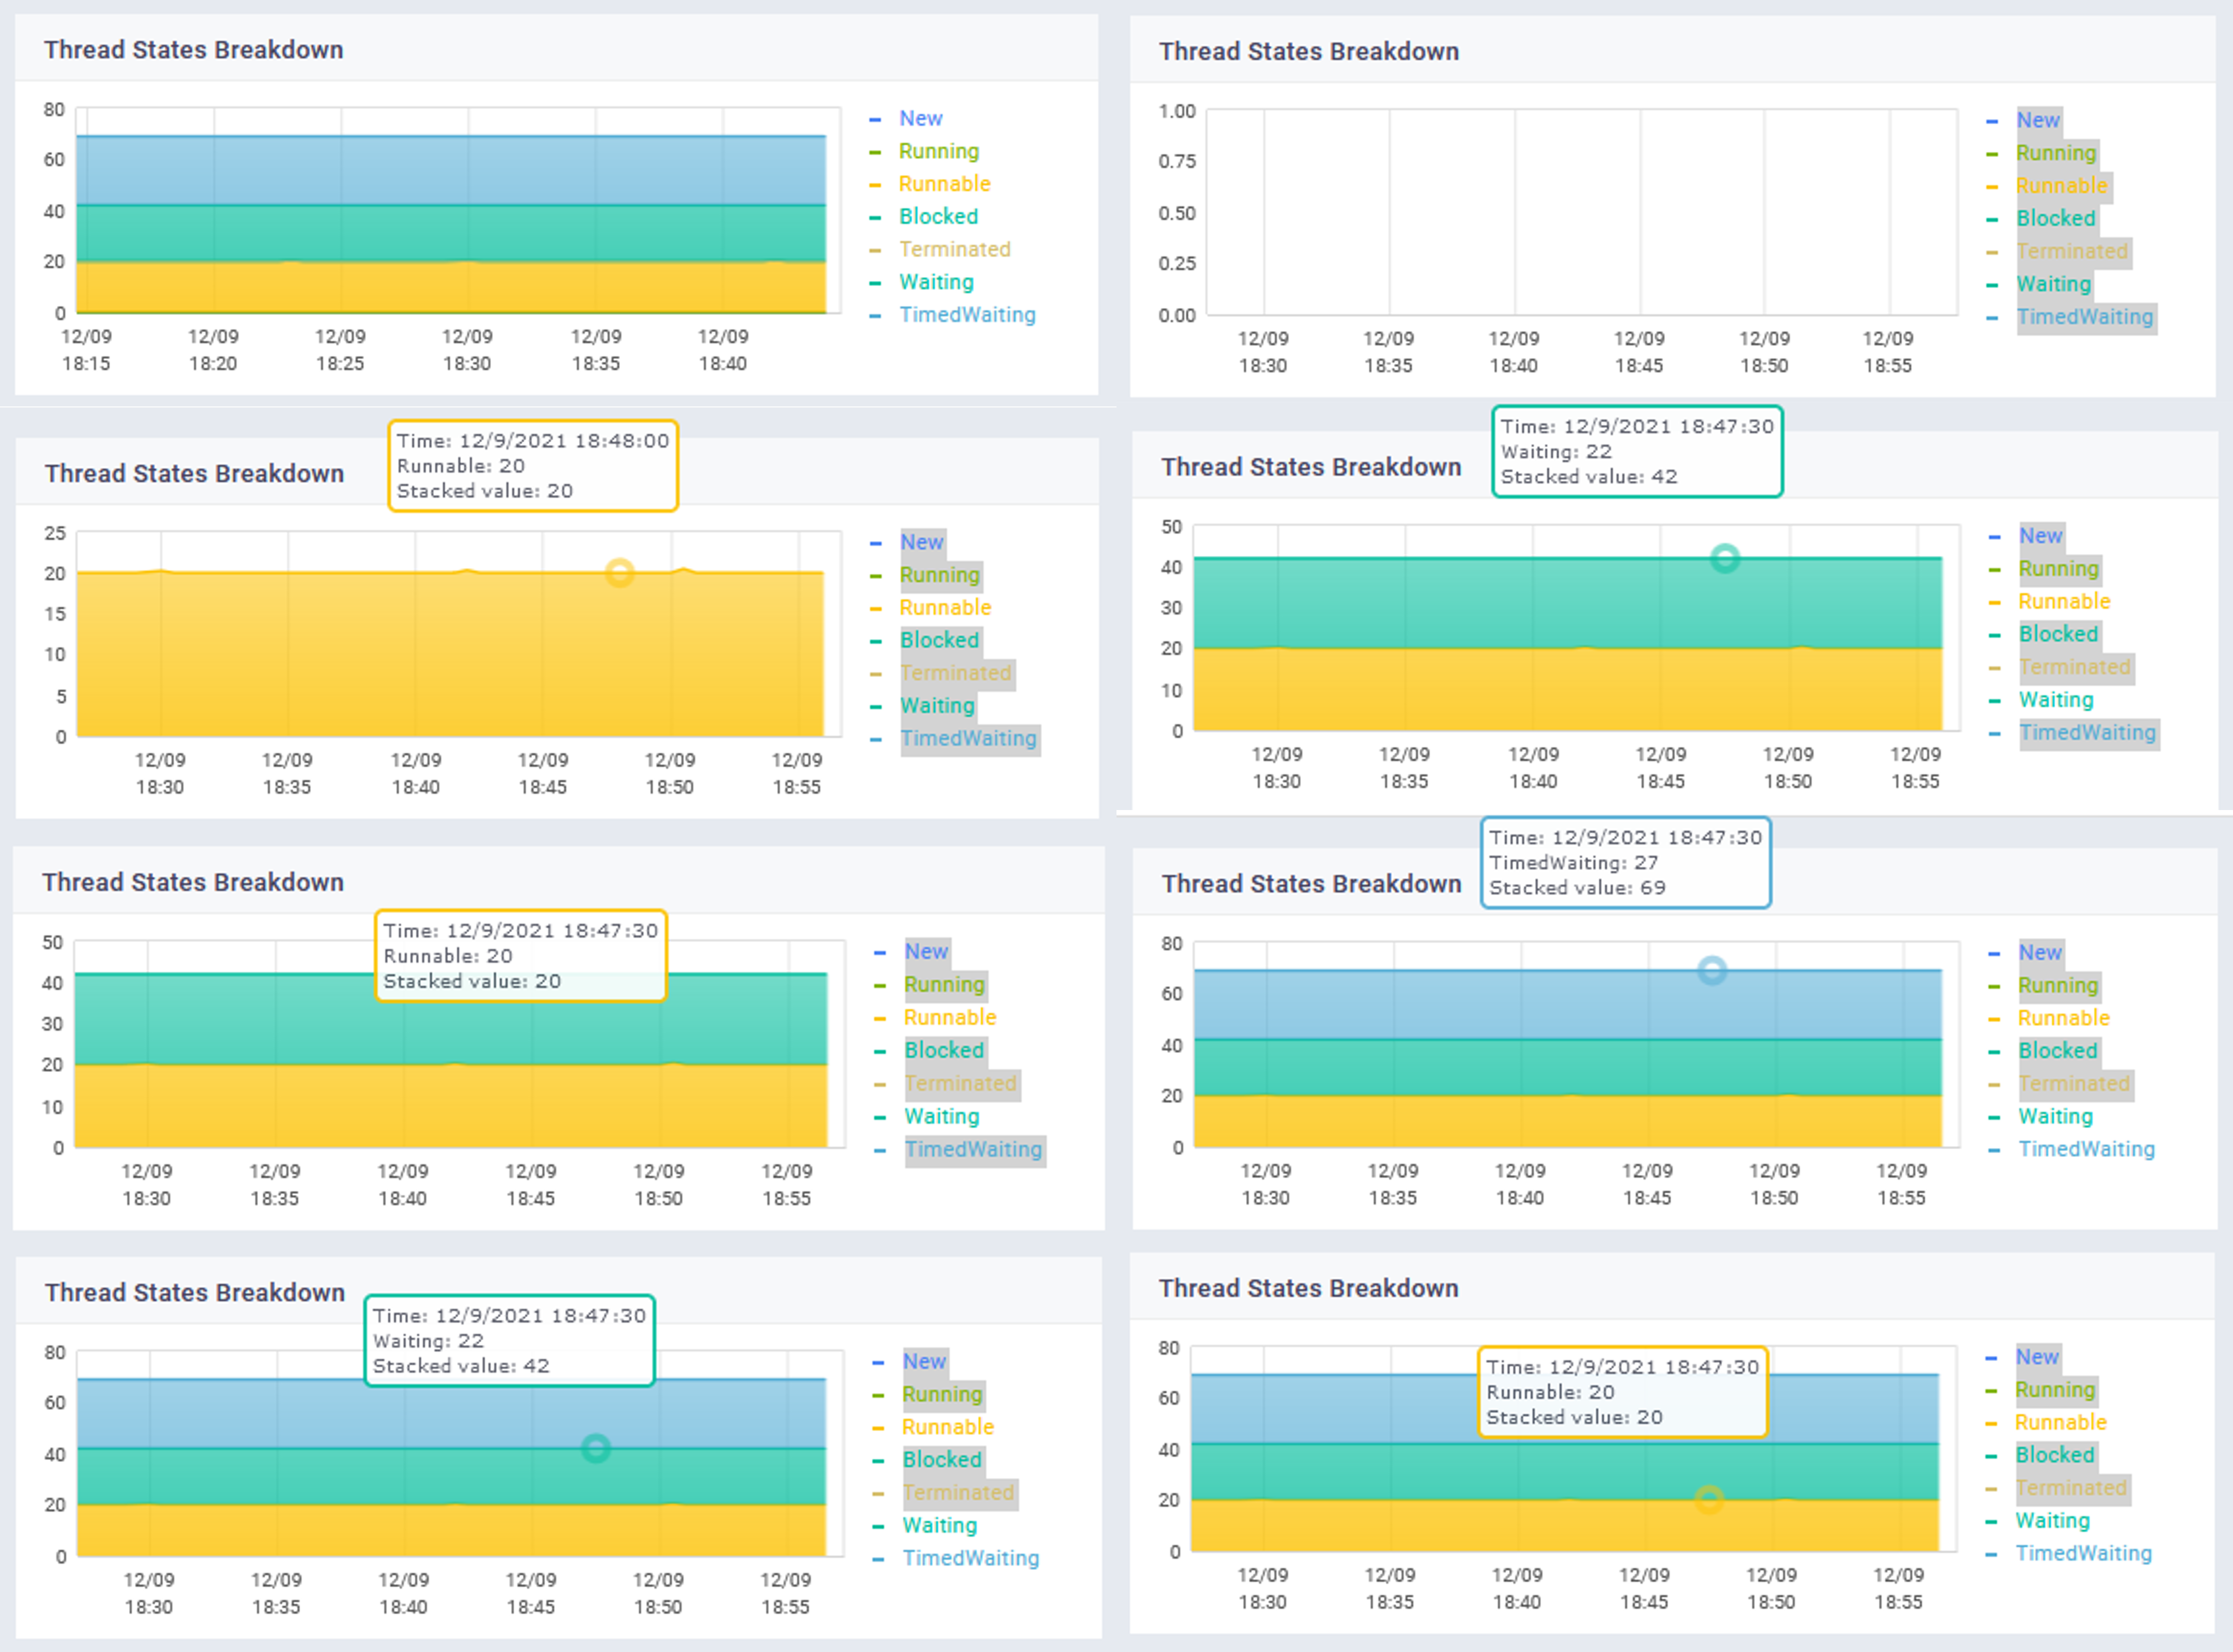 Thread States Breakdown
80
60
40
20
0
12/09 12/09 12/09 12/09 12/09 12/09
18:15 18:20 18:25 18:30 18:35 18:40
New
Running
Runnable
Blocked
Terminated
Waiting
TimedWaiting
Thread States Breakdown
1.00
0.75
0.50
0.25
0.00
12/09 12/09 12/09 12/09 12/09 12/09
18:30 18:35 18:40 18:45 18:50 18:55
New
Running
Runnable
Blocked
Terminated
Waiting
TimedWaiting
Thread States Breakdown
Time: 12/9/2021 18:48:00
Runnable: 20
Stacked value: 20
25
20
15
10
5
0
12/09 12/09 12/09 12/09 12/09 12/09
18:30 18:35 18:40 18:45 18:50 18:55
New
Running
Runnable
Blocked
Terminated
Waiting
TimedWaiting
Thread States Breakdown
Time: 12/9/2021 18:47:30
Waiting: 22
Stacked value: 42
50
40
30
20
10
0
12/09 12/09 12/09 12/09 12/09 12/09
18:30 18:35 18:40 18:45 18:50 18:55
New
Running
Runnable
Blocked
Terminated
Waiting
TimedWaiting
Thread States Breakdown
Time: 12/9/2021 18:47:30
Runnable: 20
Stacked value: 20
50
40
30
20
10
0
12/09 12/09 12/09 12/09 12/09 12/09
18:30 18:35 18:40 18:45 18:50 18:55
New
Running
Runnable
Blocked
Terminated
Waiting
TimedWaiting
Thread States Breakdown
Time: 12/9/2021 18:47:30
TimedWaiting: 27
Stacked value: 69
80
60
40
20
0
12/09 12/09 12/09 12/09 12/09 12/09
18:30 18:35 18:40 18:45 18:50 18:55
New
Running
Runnable
Blocked
Terminated
Waiting
TimedWaiting
Thread States Breakdown
Time: 12/9/2021 18:47:30
Waiting: 22
Stacked value: 42
80
60
40
20
0
12/09 12/09 12/09 12/09 12/09 12/09
18:30 18:35 18:40 18:45 18:50 18:55
New
Running
Runnable
Blocked
Terminated
Waiting
TimedWaiting
Thread States Breakdown
Time: 12/9/2021 18:47:30
Runnable: 20
Stacked value: 20
80
60
40
20
0
12/09 12/09 12/09 12/09 12/09 12/09
18:30 18:35 18:40 18:45 18:50 18:55
New
Running
Runnable
Blocked
Terminated
Waiting
TimedWaiting